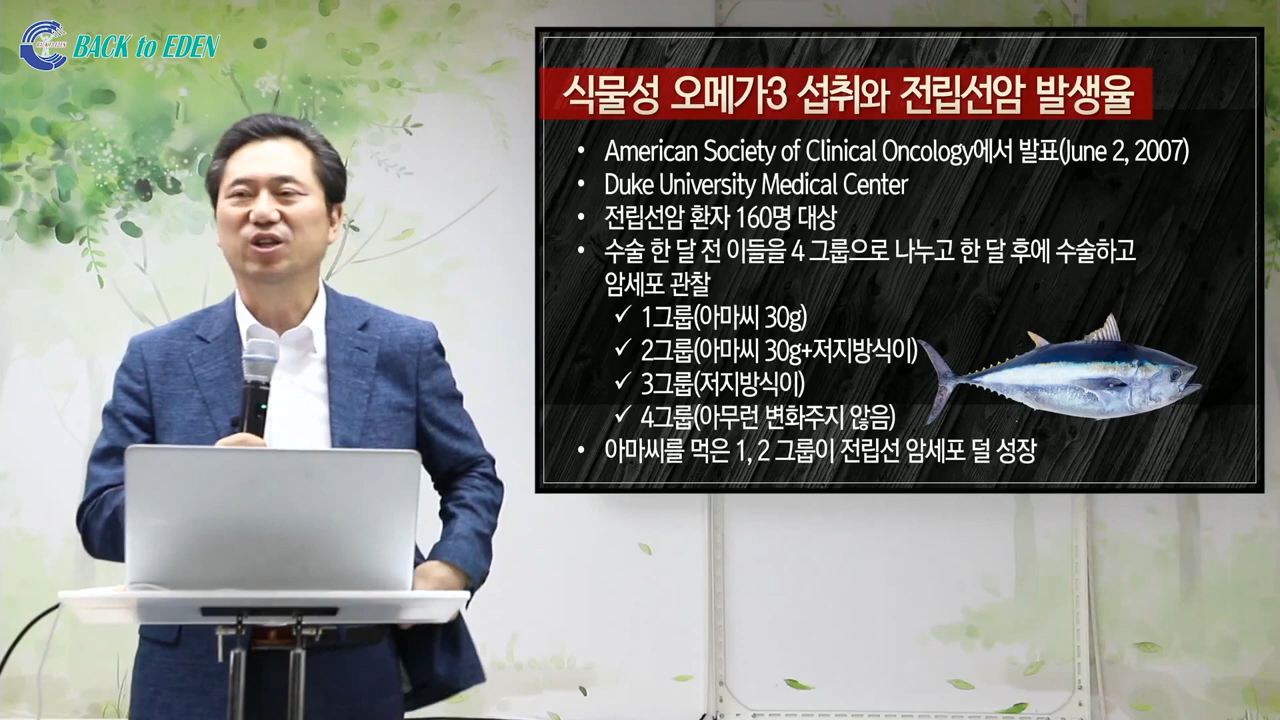 BACK to EDEN
식물성 오메가3 섭취와 전립선암 발생율
• American Society of Clinical Oncology에서 발표(June 2, 2007)
• Duke University Medical Center
• 전립선암 환자 160명 대상
• 수술 한 달 전 이들을 4 그룹으로 나누고 한 달 후에 수술하고
암세포 관찰
✓ 1그룹(아마씨 30g)
✓ 2그룹(아마씨 30g+저지방식이)
✓ 3그룹(저지방식이)
✓ 4그룹(아무런 변화주지 않음)
• 아마씨를 먹은 1, 2 그룹이 전립선 암세포 덜 성장